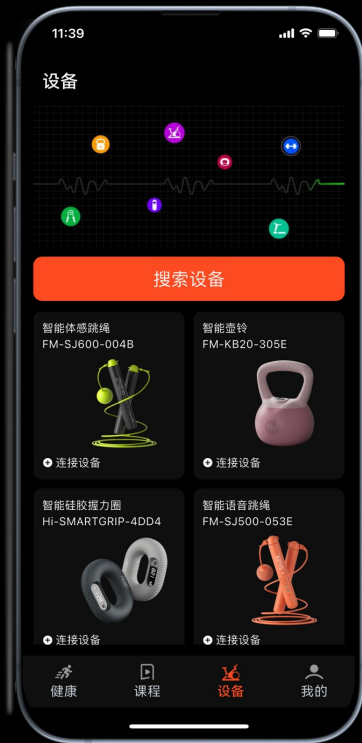 11:39
设备
搜索设备
智能体感跳绳
FM-SJ600-004B
连接设备
智能壶铃
FM-KB20-305E
连接设备
智能硅胶握力圈
Hi-SMARTGRIP-4DD4
连接设备
智能语音跳绳
FM-SJ500-053E
连接设备
健康
课程
设备
我的